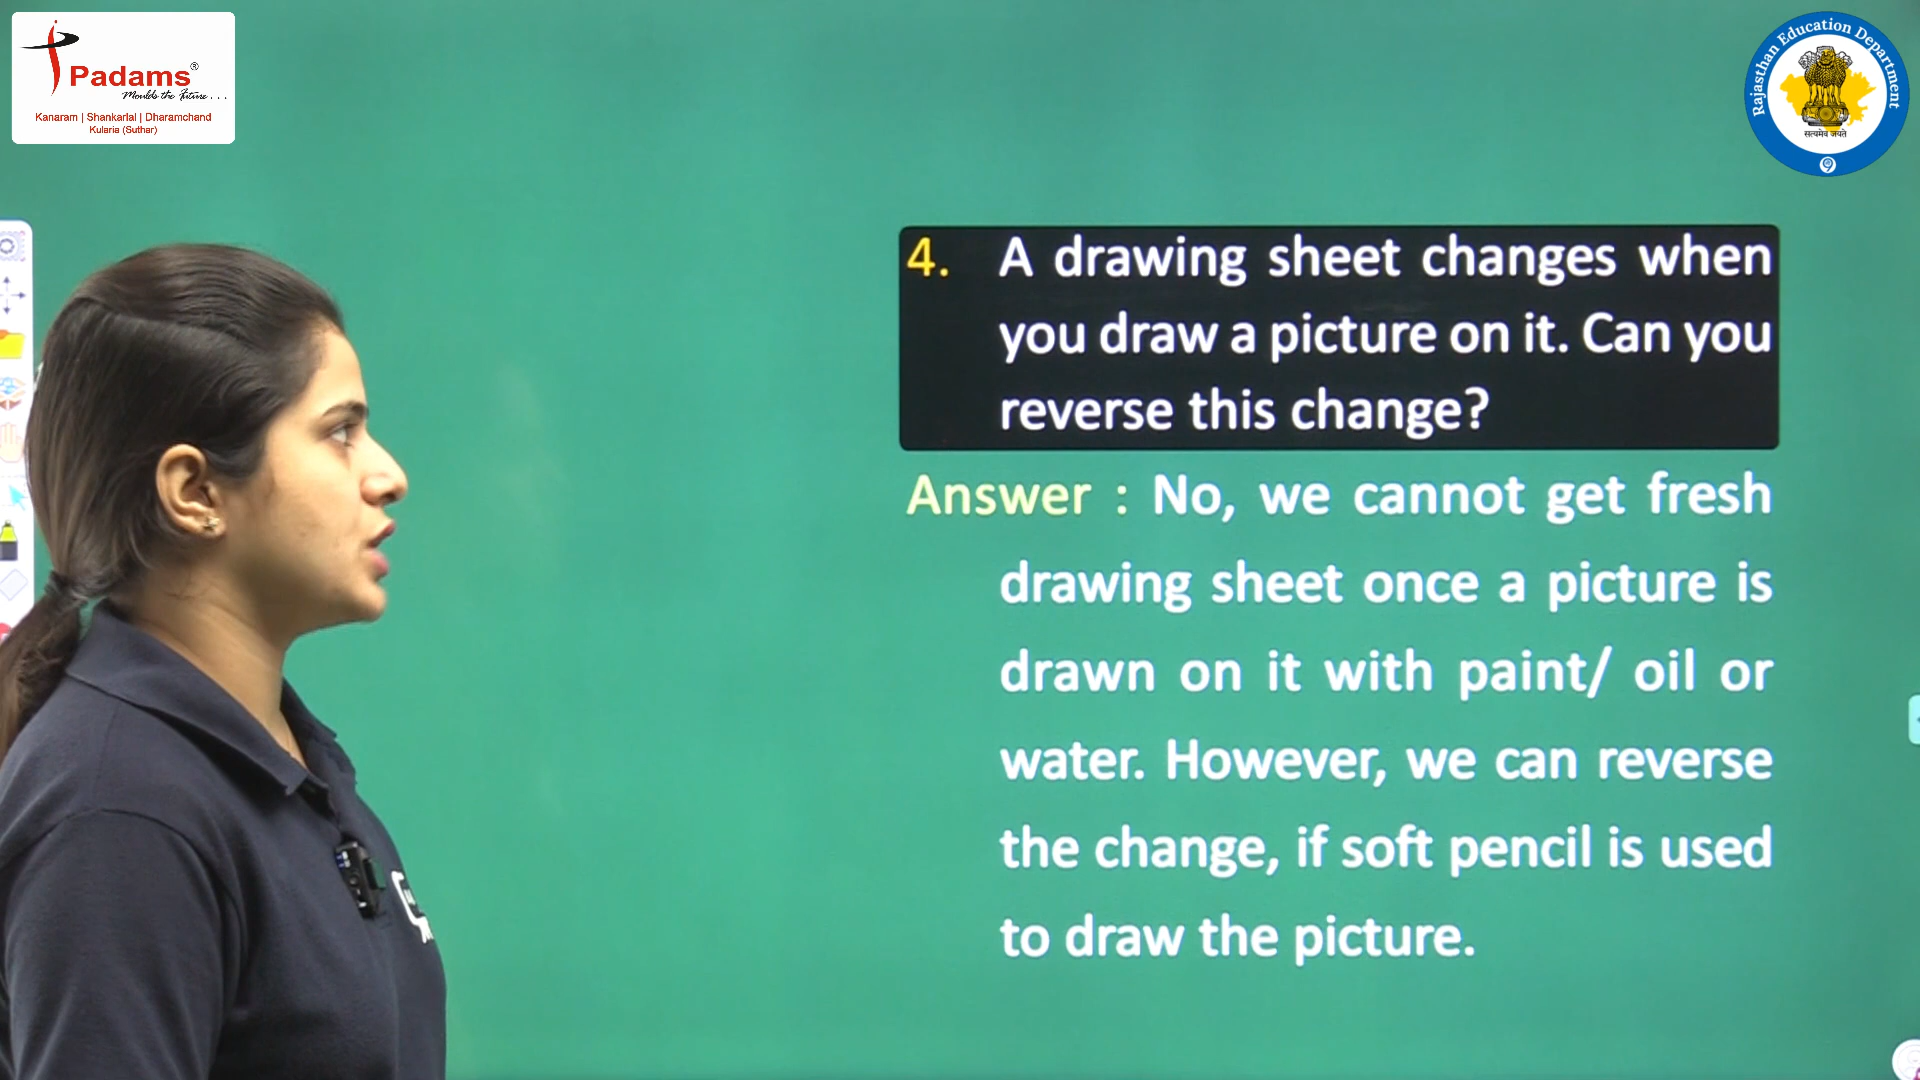 Padams®
Moulds the Future . . .
Kanaram | Shankarlal | Dharamchand
Kularia (Suthar)
Rajasthan Education Department
सत्यमेव जयते
4. A drawing sheet changes when
you draw a picture on it. Can you
reverse this change?
Answer : No, we cannot get fresh
drawing sheet once a picture is
drawn on it with paint/ oil or
water. However, we can reverse
the change, if soft pencil is used
to draw the picture.